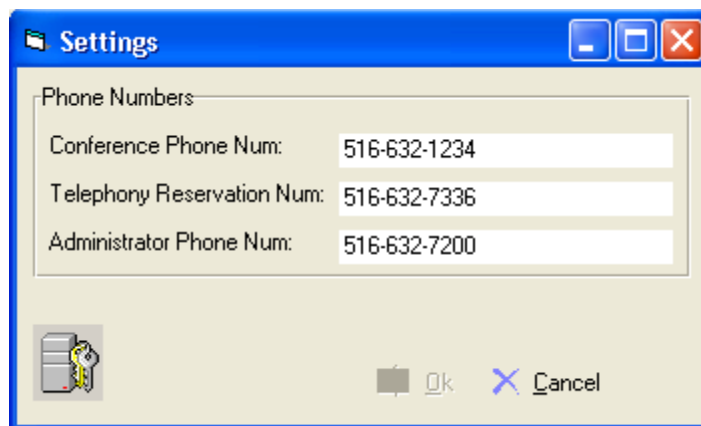 Settings
Phone Numbers
Conference Phone Num: 516-632-1234
Telephony Reservation Num: 516-632-7336
Administrator Phone Num: 516-632-7200
Ok Cancel